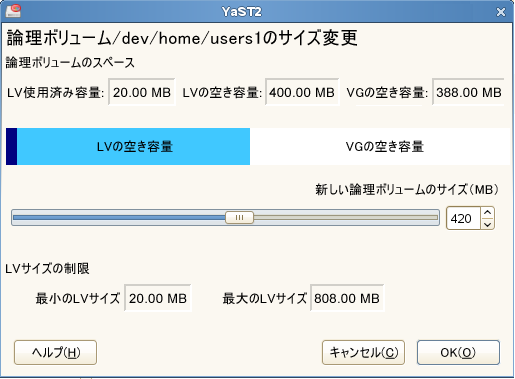 YaST2
論理ボリューム/dev/home/users1のサイズ変更
論理ボリュームのスペース
LV使用済み容量: 20.00 MB LVの空き容量: 400.00 MB VGの空き容量: 388.00 MB
LVの空き容量 VGの空き容量
新しい論理ボリュームのサイズ(MB)
420
LVサイズの制限
最小のLVサイズ 20.00 MB 最大のLVサイズ 808.00 MB
ヘルプ(H) キャンセル(C) OK(O)